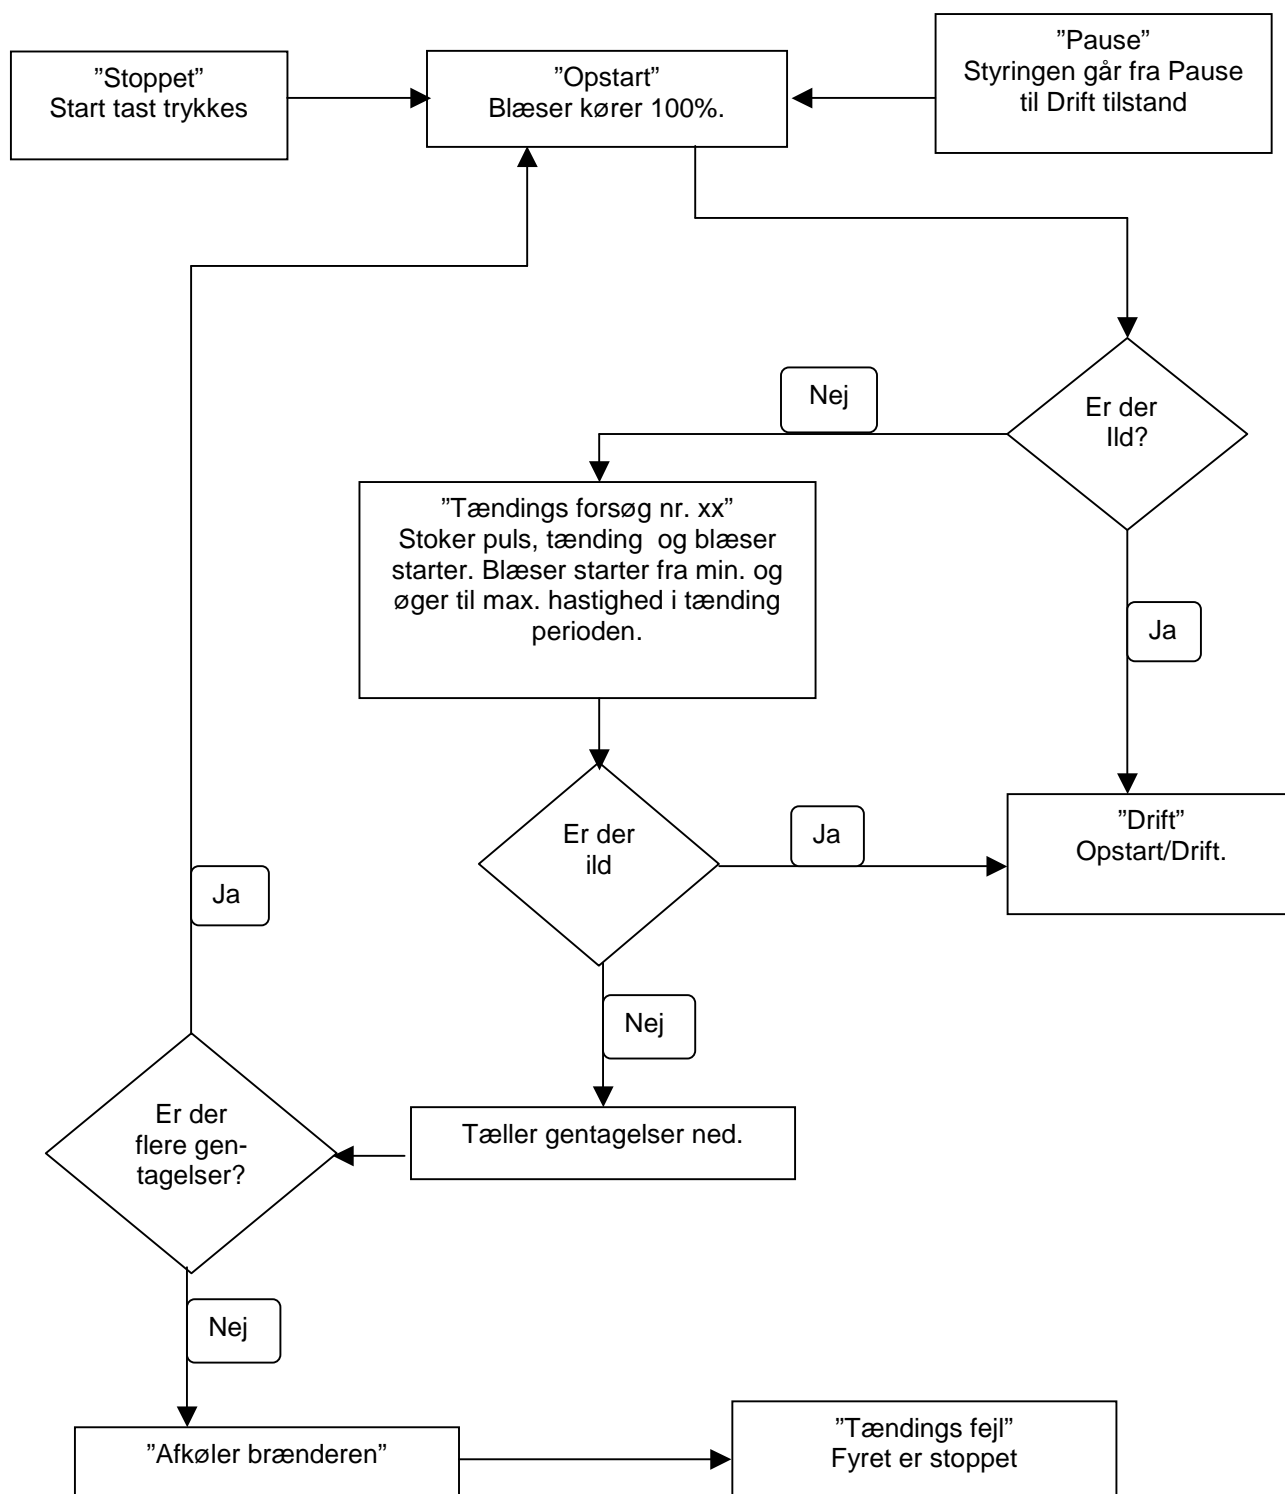 ”Stoppet”
Start tast trykkes
”Opstart”
Blæser kører 100%.
”Pause”
Styringen går fra Pause
til Drift tilstand
Er der
Ild?
Nej
Ja
”Tændings forsøg nr. xx”
Stoker puls, tænding  og blæser
starter. Blæser starter fra min. og
øger til max. hastighed i tænding
perioden.
Er der
ild
Ja
”Drift”
Opstart/Drift.
Nej
Tæller gentagelser ned.
Er der
flere gen-
tagelser?
Ja
Nej
”Afkøler brænderen”
”Tændings fejl”
Fyret er stoppet